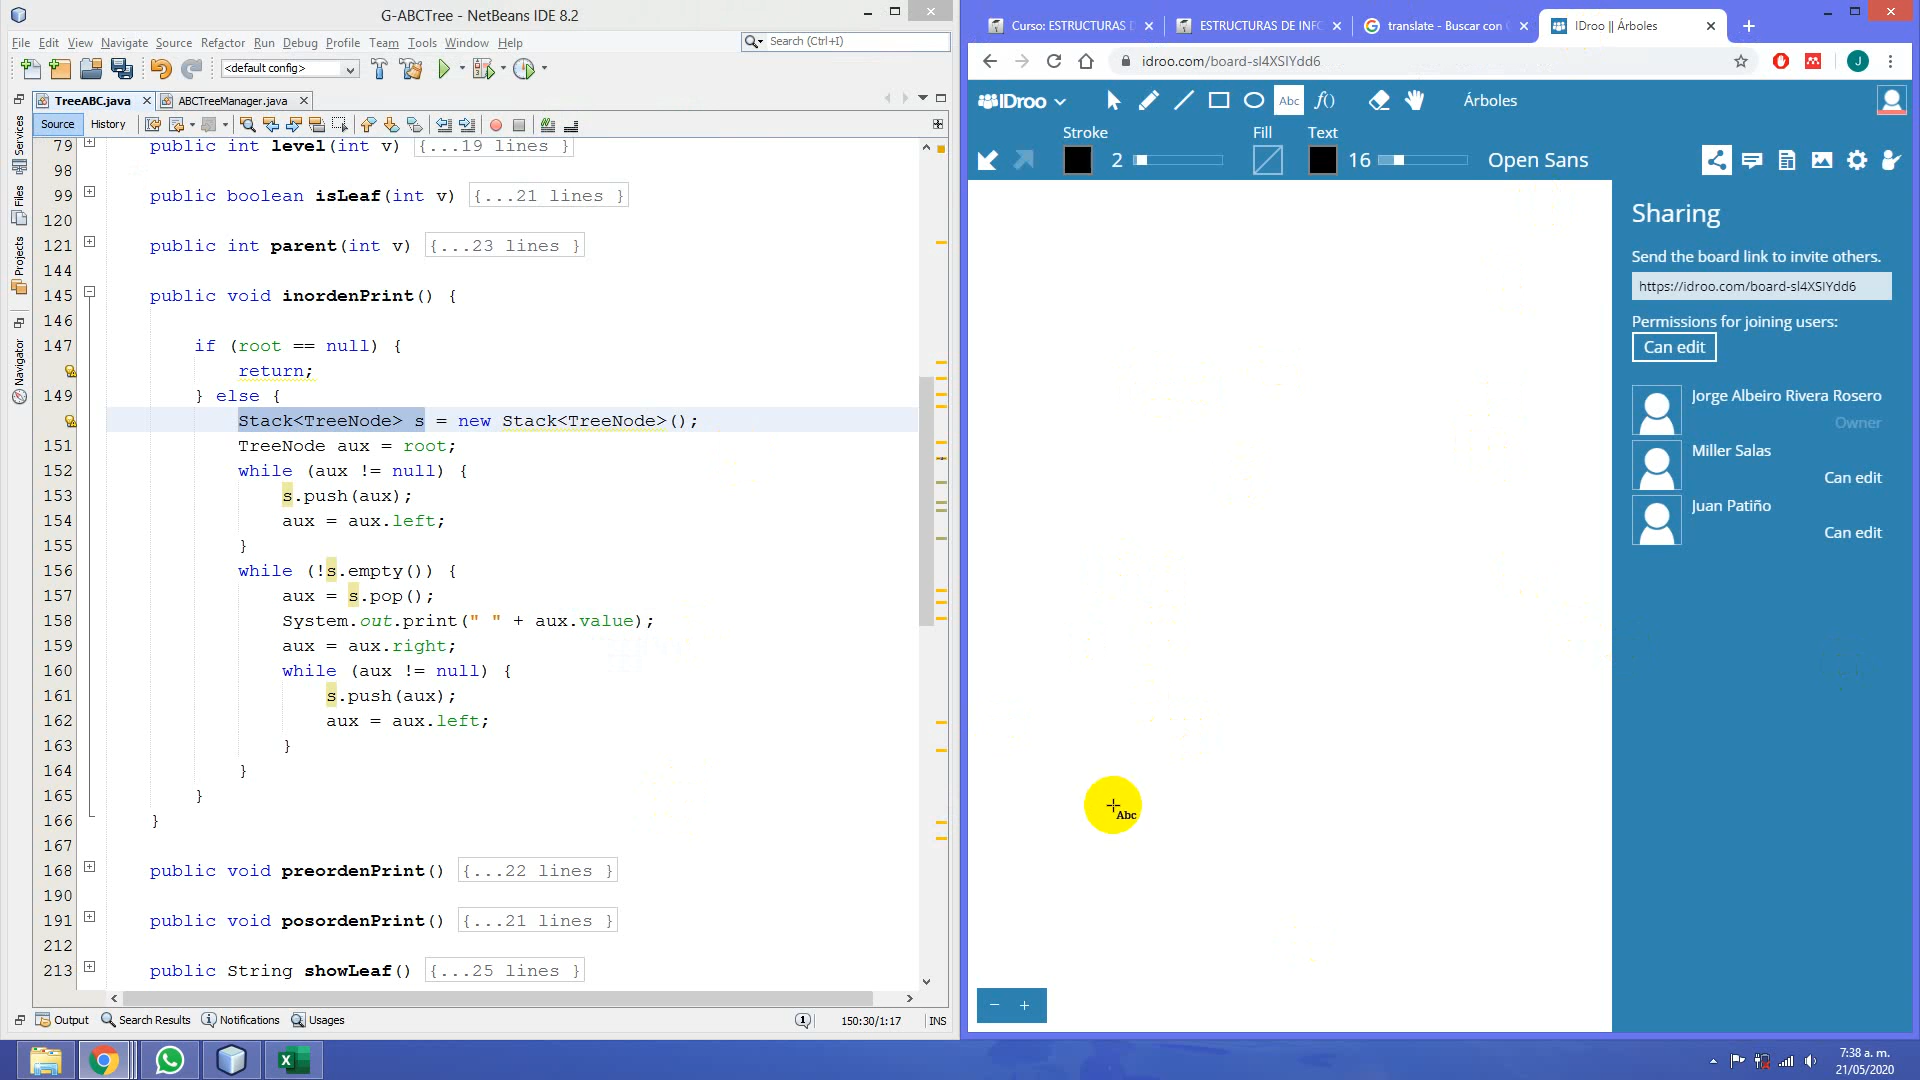 G-ABCTree - NetBeans IDE 8.2
File Edit View Navigate Source Refactor Run Debug Profile Team Tools Window Help
Search (Ctrl+I)
<default config>
TreeABC.java
ABCTreeManager.java
Source History
Services
Files
Projects
Navigator
79 public int level(int v) {...19 lines }
98
99 public boolean isLeaf(int v) {...21 lines }
120
121 public int parent(int v) {...23 lines }
144
145 public void inordenPrint() {
146
147 if (root == null) {
return;
149 } else {
Stack<TreeNode> s = new Stack<TreeNode>();
151 TreeNode aux = root;
152 while (aux != null) {
153 s.push(aux);
154 aux = aux.left;
155 }
156 while (!s.empty()) {
157 aux = s.pop();
158 System.out.print(" " + aux.value);
159 aux = aux.right;
160 while (aux != null) {
161 s.push(aux);
162 aux = aux.left;
163 }
164 }
165 }
166 }
167
168 public void preordenPrint() {...22 lines }
190
191 public void posordenPrint() {...21 lines }
212
213 public String showLeaf() {...25 lines }
Output Search Results Notifications Usages
1 150:30/1:17 INS
Curso: ESTRUCTURAS D
ESTRUCTURAS DE INFO
translate - Buscar con G
IDroo || Árboles
idroo.com/board-sl4XSIYdd6
J
IDroo
Abc
f()
Árboles
Stroke
2
Fill
Text
16
Open Sans
Sharing
Send the board link to invite others.
https://idroo.com/board-sl4XSIYdd6
Permissions for joining users:
Can edit
Jorge Albeiro Rivera Rosero
Owner
Miller Salas
Can edit
Juan Patiño
Can edit
Abc
7:38 a. m.
21/05/2020